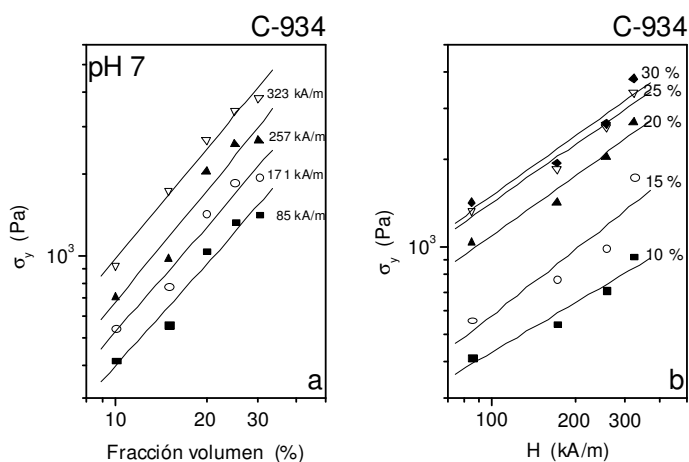 C-934
pH 7
323 kA/m
257 kA/m
171 kA/m
85 kA/m
10³
σy (Pa)
a
10 20 30
Fracción volumen (%)
C-934
30 %
25 %
20 %
15 %
10 %
10³
σy (Pa)
b
100 200 300
H (kA/m)